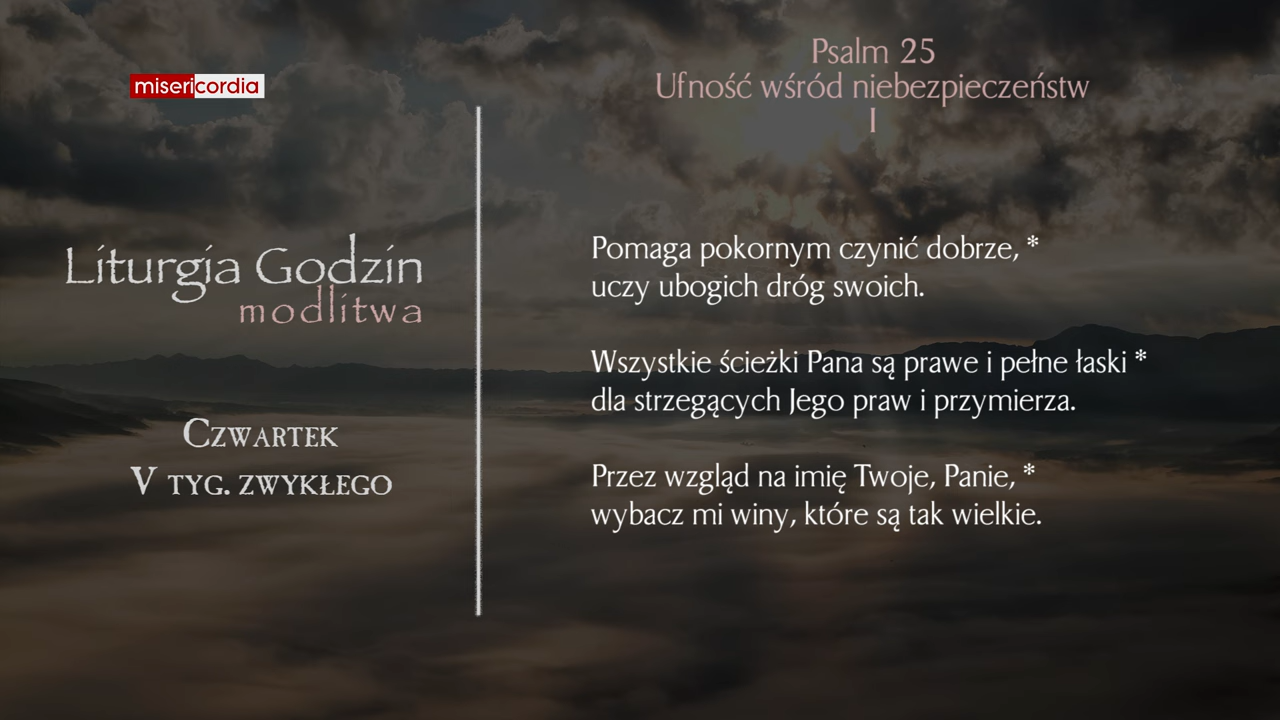 misericordia
Liturgia Godzin
modlitwa
Czwartek
V tyg. zwykłego
Psalm 25
Ufność wśród niebezpieczeństw
I
Pomaga pokornym czynić dobrze, *
uczy ubogich dróg swoich.
Wszystkie ścieżki Pana są prawe i pełne łaski *
dla strzegących Jego praw i przymierza.
Przez wzgląd na imię Twoje, Panie, *
wybacz mi winy, które są tak wielkie.